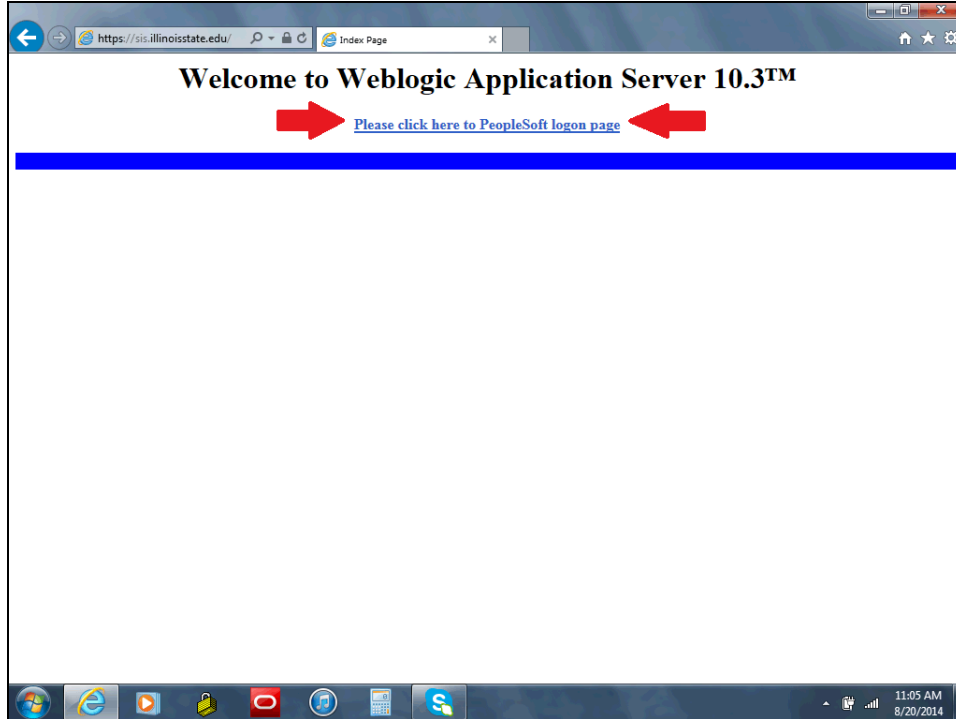 https://sis.illinoisstate.edu/
Index Page
Welcome to Weblogic Application Server 10.3™
Please click here to PeopleSoft logon page
11:05 AM
8/20/2014